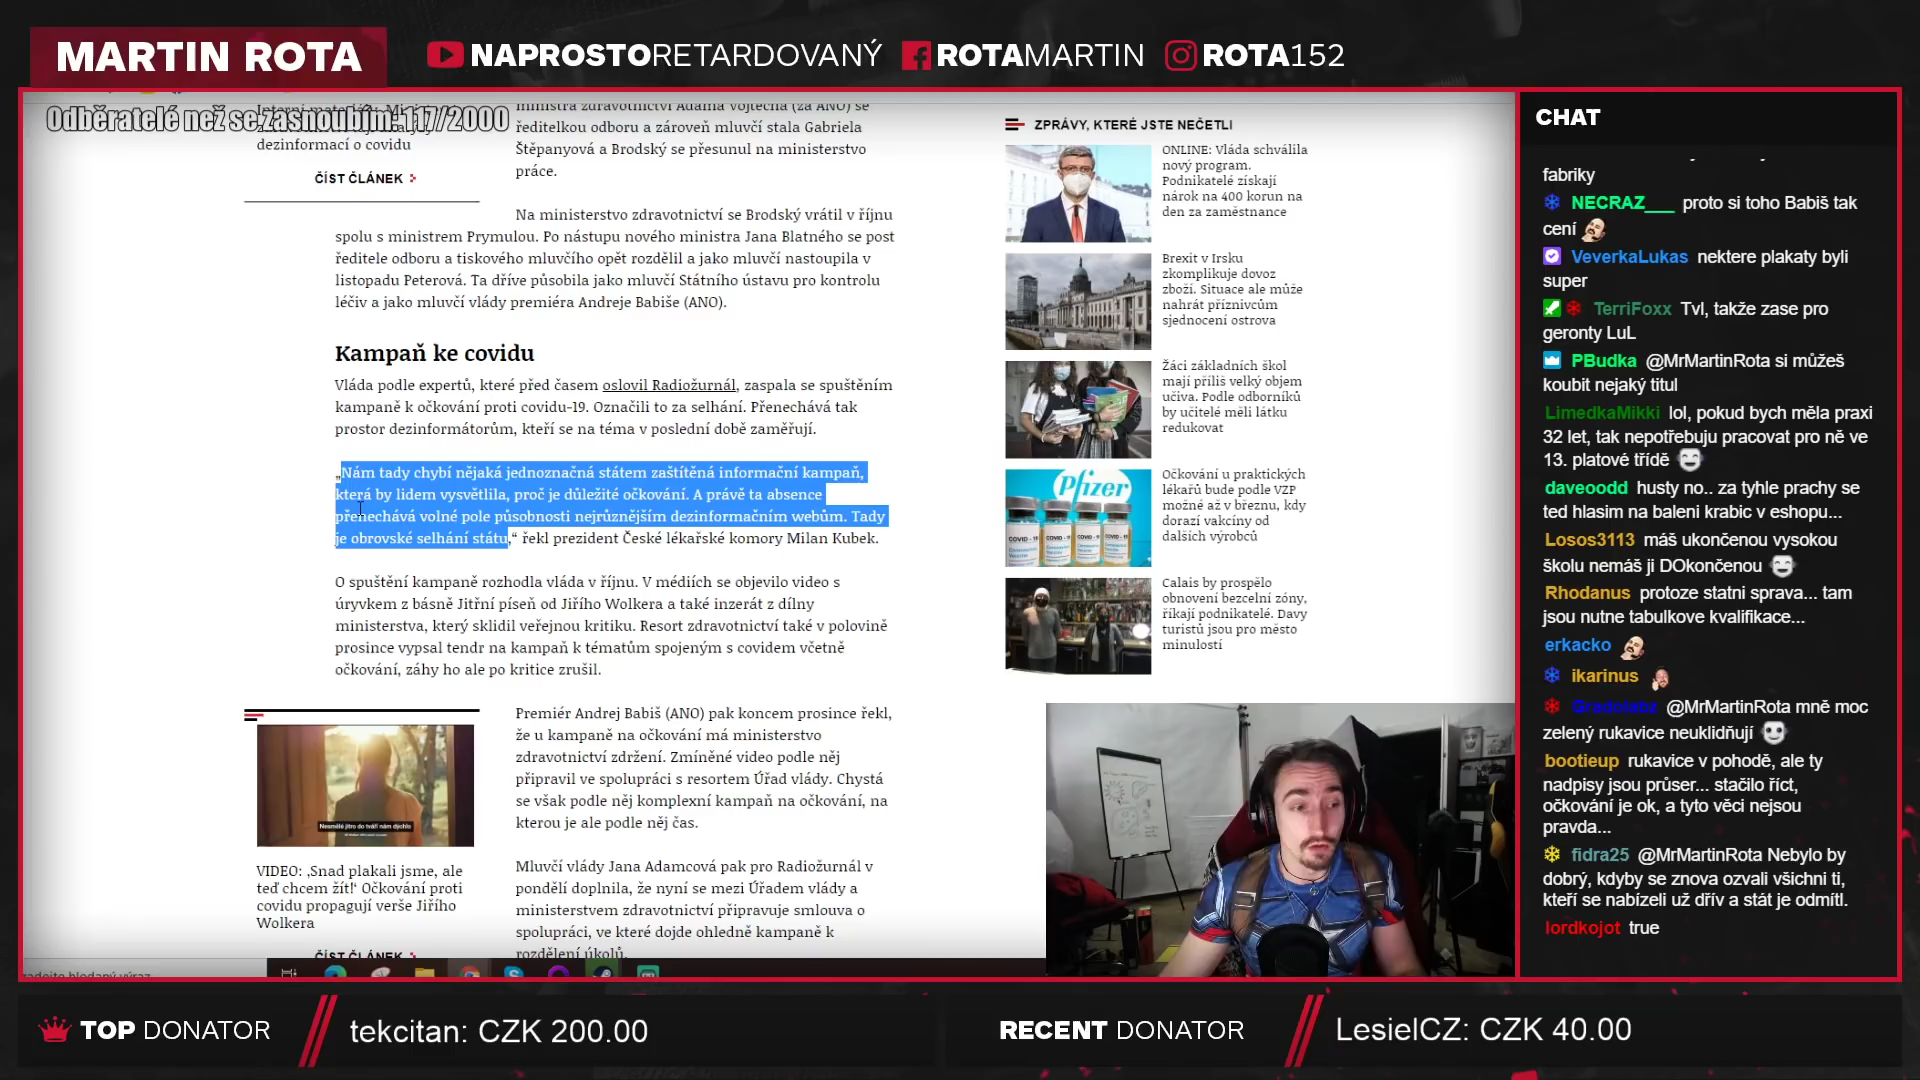 MARTIN ROTA
NAPROSTORETARDOVANÝ
ROTAMARTIN
ROTA152
Odběratelé než se zasnoubím: 117/2000
dezinformací o covidu
ČÍST ČLÁNEK
ministra zdravotnictví Adama Vojtěcha (za ANO) se
ředitelkou odboru a zároveň mluvčí stala Gabriela
Štěpanyová a Brodský se přesunul na ministerstvo
práce.
Na ministerstvo zdravotnictví se Brodský vrátil v říjnu
spolu s ministrem Prymulou. Po nástupu nového ministra Jana Blatného se post
ředitele odboru a tiskového mluvčího opět rozdělil a jako mluvčí nastoupila v
listopadu Peterová. Ta dříve působila jako mluvčí Státního ústavu pro kontrolu
léčiv a jako mluvčí vlády premiéra Andreje Babiše (ANO).
Kampaň ke covidu
Vláda podle expertů, které před časem oslovil Radiožurnál, zaspala se spuštěním
kampaně k očkování proti covidu-19. Označili to za selhání. Přenechává tak
prostor dezinformátorům, kteří se na téma v poslední době zaměřují.
„Nám tady chybí nějaká jednoznačná státem zaštítěná informační kampaň,
která by lidem vysvětlila, proč je důležité očkování. A právě ta absence
přenechává volné pole působnosti nejrůznějším dezinformačním webům. Tady
je obrovské selhání státu,“ řekl prezident České lékařské komory Milan Kubek.
O spuštění kampaně rozhodla vláda v říjnu. V médiích se objevilo video s
úryvkem z básně Jitřní píseň od Jiřího Wolkera a také inzerát z dílny
ministerstva, který sklidil veřejnou kritiku. Resort zdravotnictví také v polovině
prosince vypsal tendr na kampaň k tématům spojeným s covidem včetně
očkování, záhy ho ale po kritice zrušil.
Premiér Andrej Babiš (ANO) pak koncem prosince řekl,
že u kampaně na očkování má ministerstvo
zdravotnictví zdržení. Zmíněné video podle něj
připravil ve spolupráci s resortem Úřad vlády. Chystá
se však podle něj komplexní kampaň na očkování, na
kterou je ale podle něj čas.
Mluvčí vlády Jana Adamcová pak pro Radiožurnál v
pondělí doplnila, že nyní se mezi Úřadem vlády a
ministerstvem zdravotnictví připravuje smlouva o
spolupráci, ve které dojde ohledně kampaně k
rozdělení úkolů.
Nesmělé jitro do tváří nám dýchlo
VIDEO: ‚Snad plakali jsme, ale
teď chcem žít!‘ Očkování proti
covidu propagují verše Jiřího
Wolkera
ČÍST ČLÁNEK
ZPRÁVY, KTERÉ JSTE NEČETLI
ONLINE: Vláda schválila
nový program.
Podnikatelé získají
nárok na 400 korun na
den za zaměstnance
Brexit v Irsku
zkomplikuje dovoz
zboží. Situace ale může
nahrát příznivcům
sjednocení ostrova
Žáci základních škol
mají příliš velký objem
učiva. Podle odborníků
by učitelé měli látku
redukovat
Pfizer
Očkování u praktických
lékařů bude podle VZP
možné až v březnu, kdy
dorazí vakcíny od
dalších výrobců
Calais by prospělo
obnovení bezcelní zóny,
říkají podnikatelé. Davy
turistů jsou pro město
minulostí
CHAT
fabriky
NECRAZ___ proto si toho Babiš tak
cení
VeverkaLukas nektere plakaty byli
super
TerriFoxx Tvl, takže zase pro
geronty LuL
PBudka @MrMartinRota si můžeš
koubit nejaký titul
LimedkaMikki lol, pokud bych měla praxi
32 let, tak nepotřebuju pracovat pro ně ve
13. platové třídě
daveoodd husty no.. za tyhle prachy se
ted hlasim na baleni krabic v eshopu...
Losos3113 máš ukončenou vysokou
školu nemáš ji DOkončenou
Rhodanus protoze statni sprava... tam
jsou nutne tabulkove kvalifikace...
erkacko
ikarinus
Gradolabz @MrMartinRota mně moc
zelený rukavice neuklidňují
bootieup rukavice v pohodě, ale ty
nadpisy jsou průser... stačilo říct,
očkování je ok, a tyto věci nejsou
pravda...
fidra25 @MrMartinRota Nebylo by
dobrý, kdyby se znova ozvali všichni ti,
kteří se nabízeli už dřív a stát je odmítl.
lordkojot true
TOP DONATOR
tekcitan: CZK 200.00
RECENT DONATOR
LesielCZ: CZK 40.00